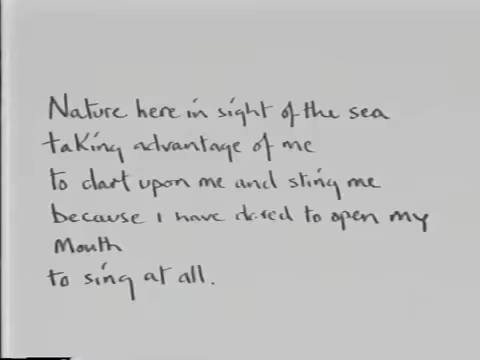 Nature here in sight of the sea
taking advantage of me
to dart upon me and sting me
because I have dared to open my
Mouth
to sing at all.